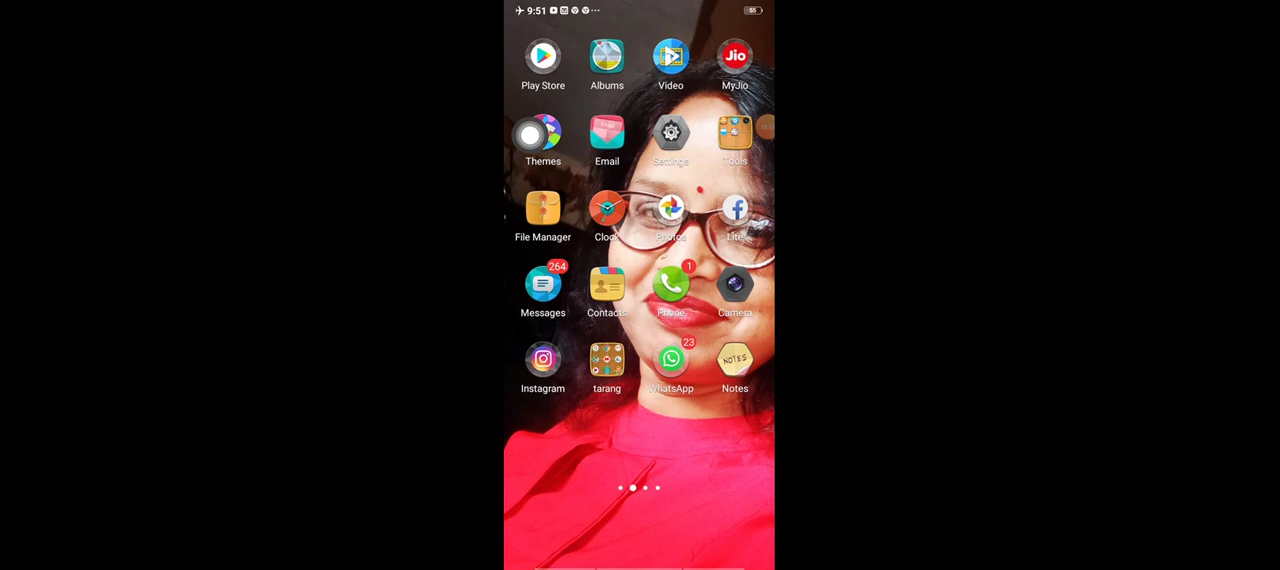 9:51 55
Play Store Albums Video MyJio
Themes Email Settings Tools
File Manager Clock Photos Lite
264 1
Messages Contacts Phone Camera
23
NOTES
Instagram tarang WhatsApp Notes